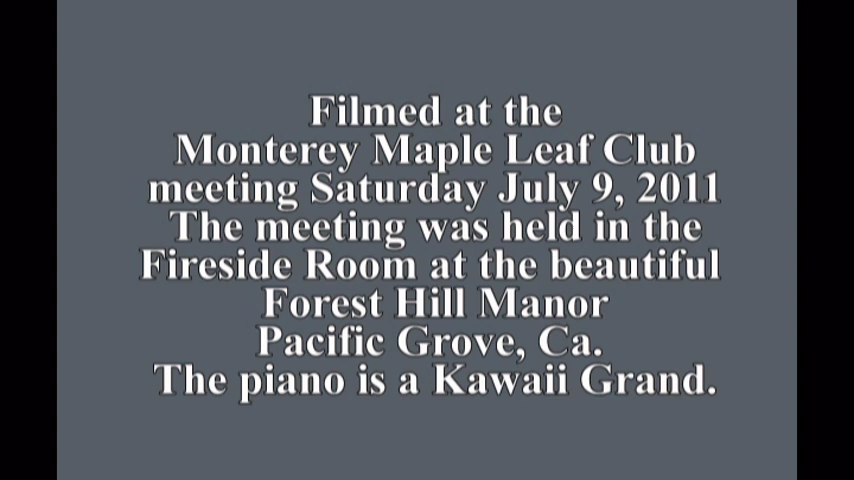 Filmed at the
Monterey Maple Leaf Club
meeting Saturday July 9, 2011
The meeting was held in the
Fireside Room at the beautiful
Forest Hill Manor
Pacific Grove, Ca.
The piano is a Kawaii Grand.